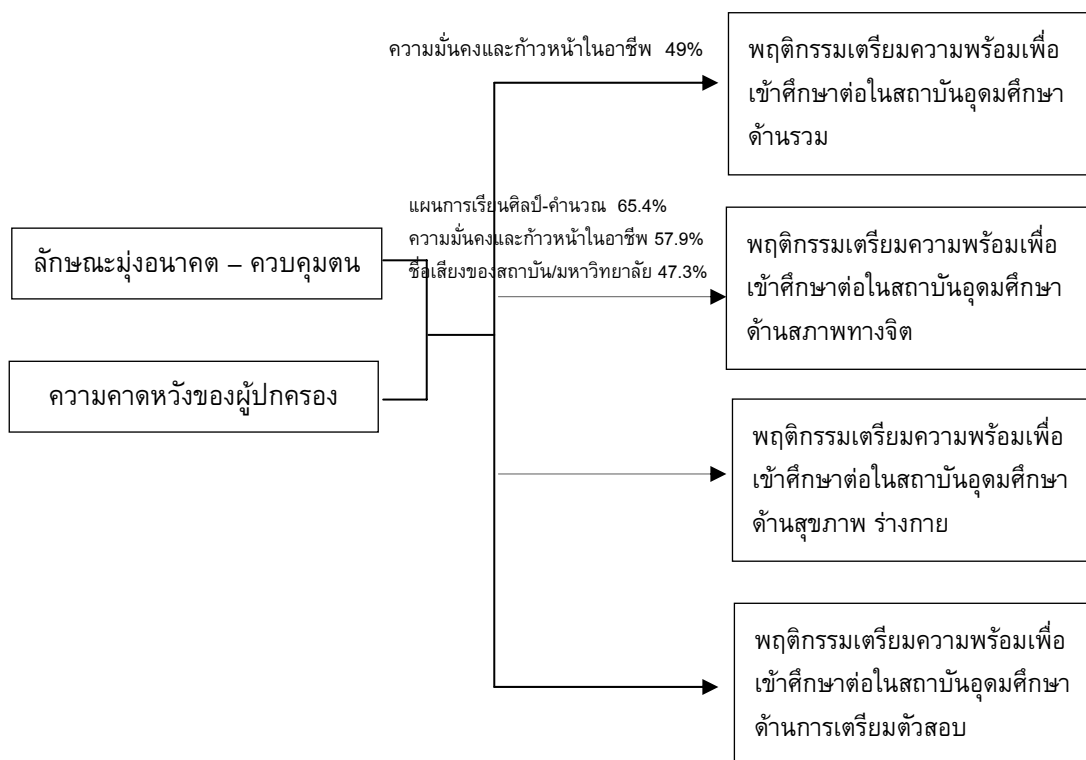 ความมั่นคงและก้าวหน้าในอาชีพ 49%
พฤติกรรมเตรียมความพร้อมเพื่อ
เข้าศึกษาต่อในสถาบันอุดมศึกษา
ด้านรวม
แผนการเรียนศิลป์-คำนวณ 65.4%
ความมั่นคงและก้าวหน้าในอาชีพ 57.9%
ชื่อเสียงของสถาบัน/มหาวิทยาลัย 47.3%
ลักษณะมุ่งอนาคต – ควบคุมตน
พฤติกรรมเตรียมความพร้อมเพื่อ
เข้าศึกษาต่อในสถาบันอุดมศึกษา
ด้านสภาพทางจิต
ความคาดหวังของผู้ปกครอง
พฤติกรรมเตรียมความพร้อมเพื่อ
เข้าศึกษาต่อในสถาบันอุดมศึกษา
ด้านสุขภาพ ร่างกาย
พฤติกรรมเตรียมความพร้อมเพื่อ
เข้าศึกษาต่อในสถาบันอุดมศึกษา
ด้านการเตรียมตัวสอบ